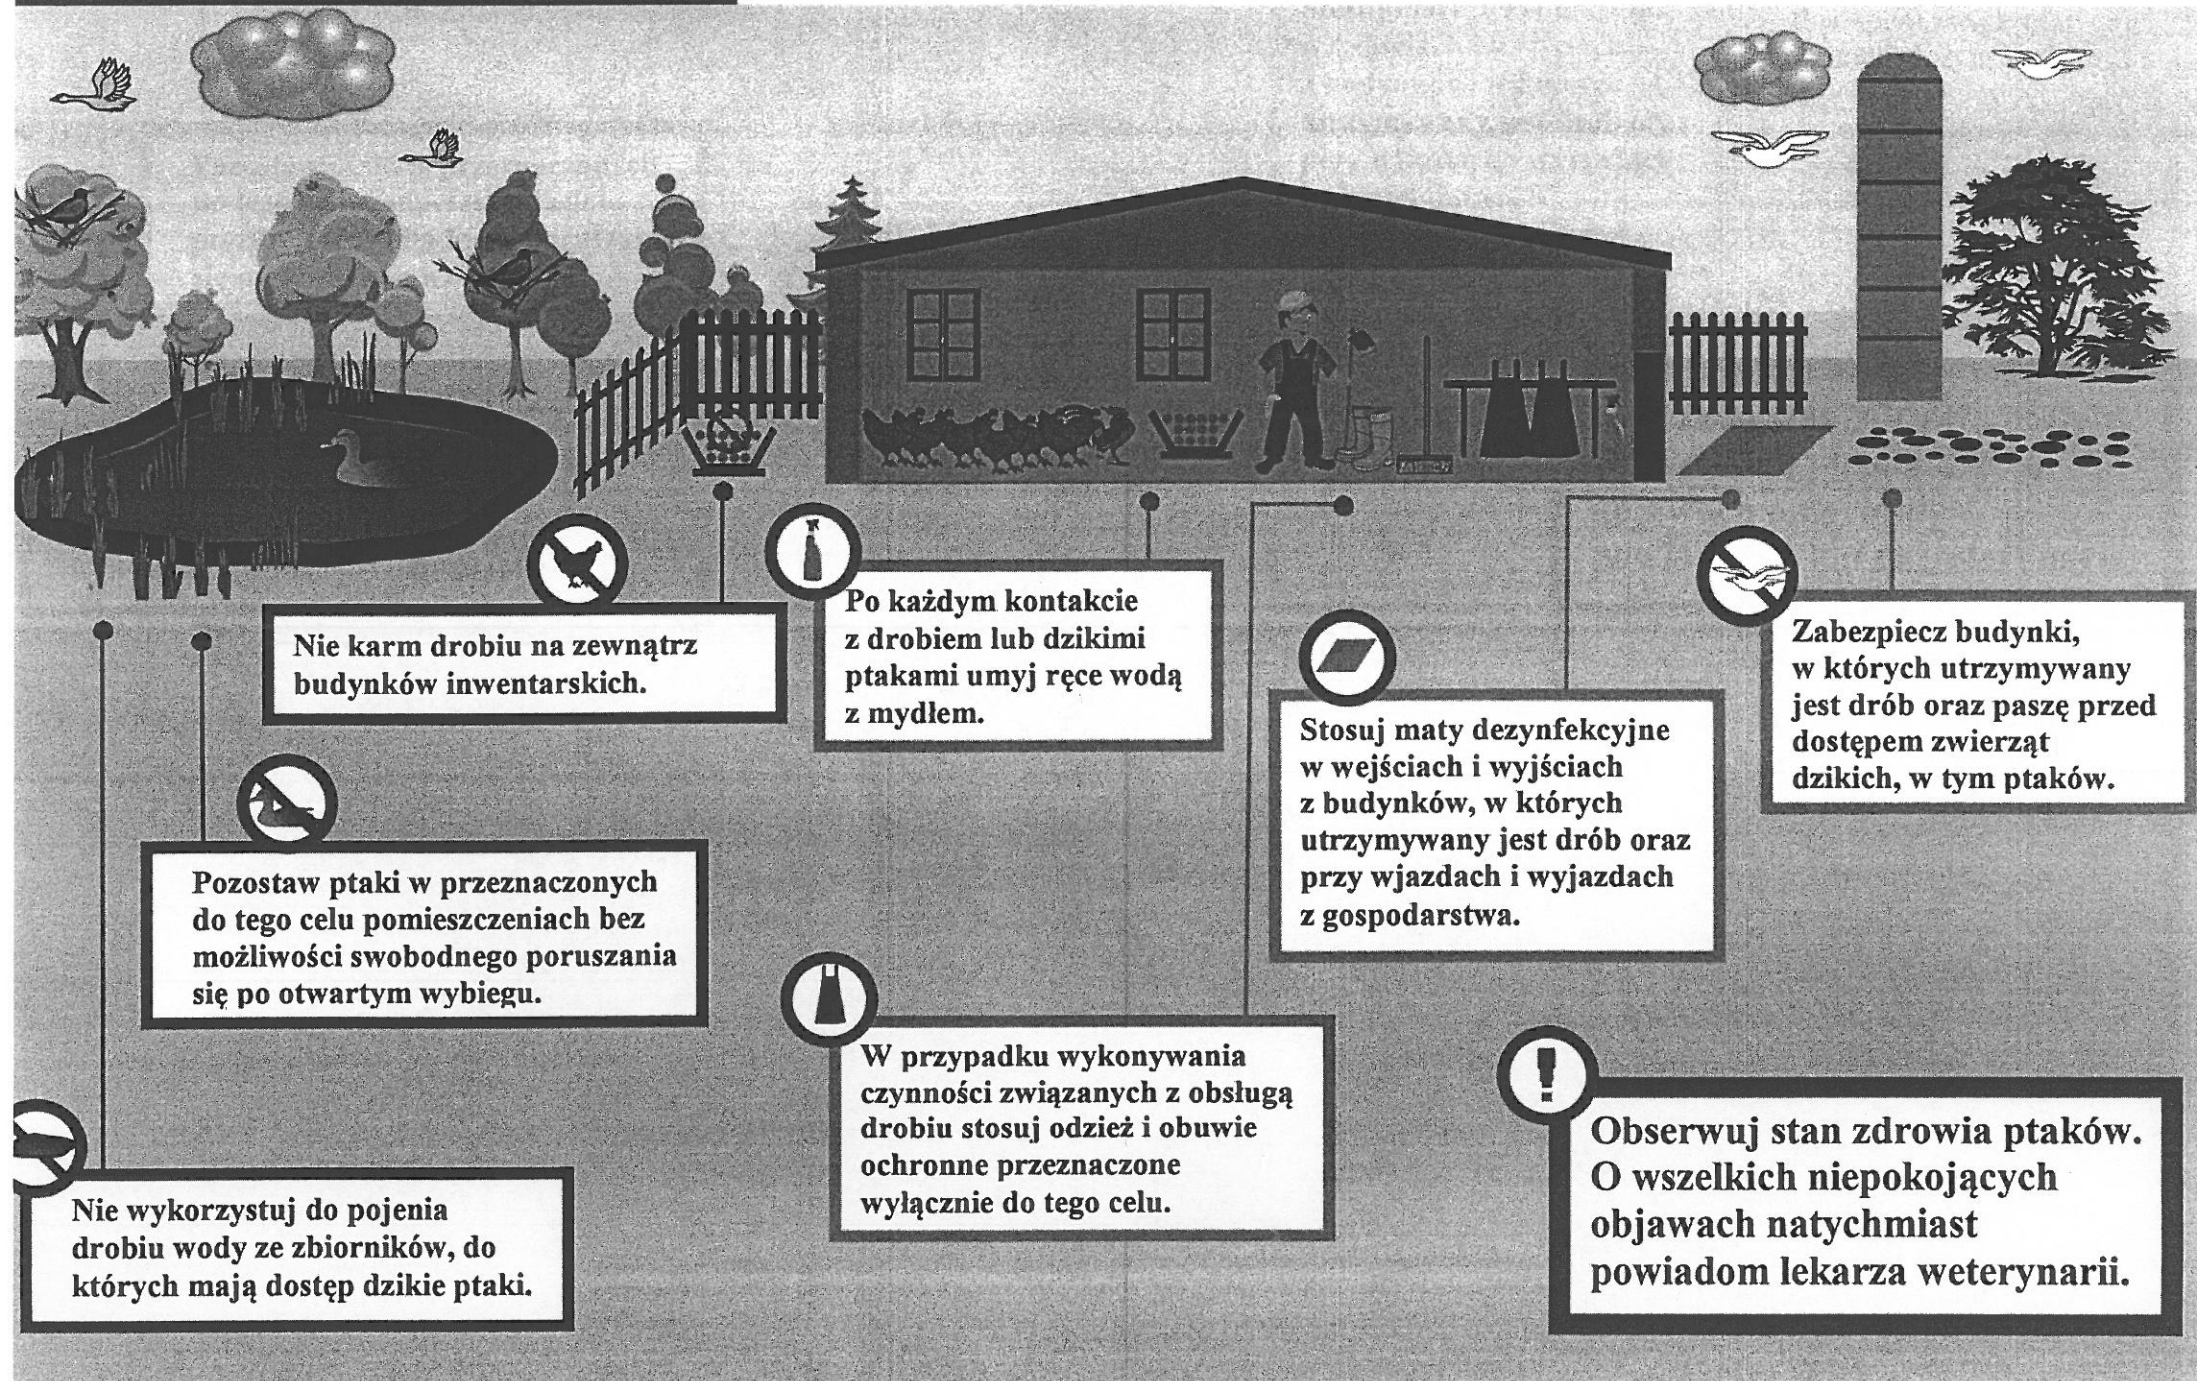 Nie karm drobiu na zewnątrz
budynków inwentarskich.
Po każdym kontakcie
z drobiem lub dzikimi
ptakami umyj ręce wodą
z mydłem.
Zabezpiecz budynki,
w których utrzymywany
jest drób oraz paszę przed
dostępem zwierząt
dzikich, w tym ptaków.
Stosuj maty dezynfekcyjne
w wejściach i wyjściach
z budynków, w których
utrzymywany jest drób oraz
przy wjazdach i wyjazdach
z gospodarstwa.
Pozostaw ptaki w przeznaczonych
do tego celu pomieszczeniach bez
możliwości swobodnego poruszania
się po otwartym wybiegu.
W przypadku wykonywania
czynności związanych z obsługą
drobiu stosuj odzież i obuwie
ochronne przeznaczone
wyłącznie do tego celu.
Nie wykorzystuj do pojenia
drobiu wody ze zbiorników, do
których mają dostęp dzikie ptaki.
Obserwuj stan zdrowia ptaków.
O wszelkich niepokojących
objawach natychmiast
powiadom lekarza weterynarii.